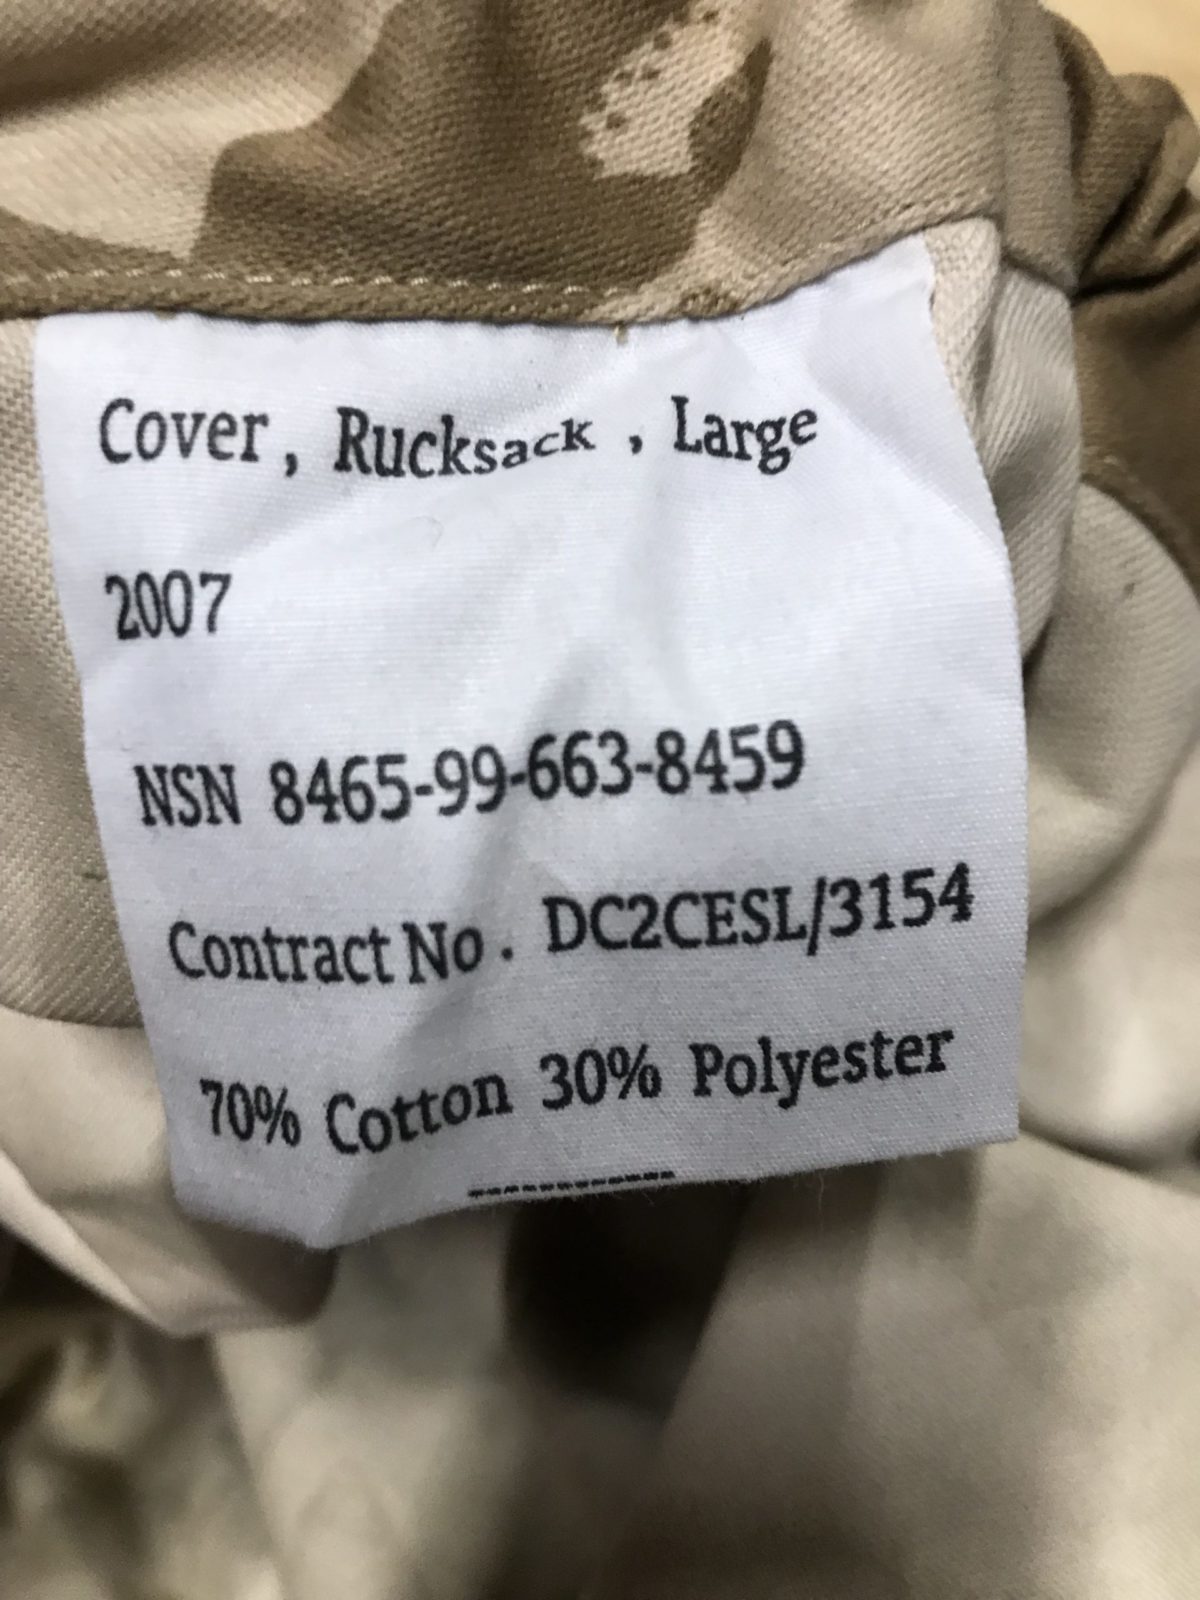 Cover, Rucksack, Large
2007
NSN 8465-99-663-8459
Contract No. DC2CESL/3154
70% Cotton 30% Polyester